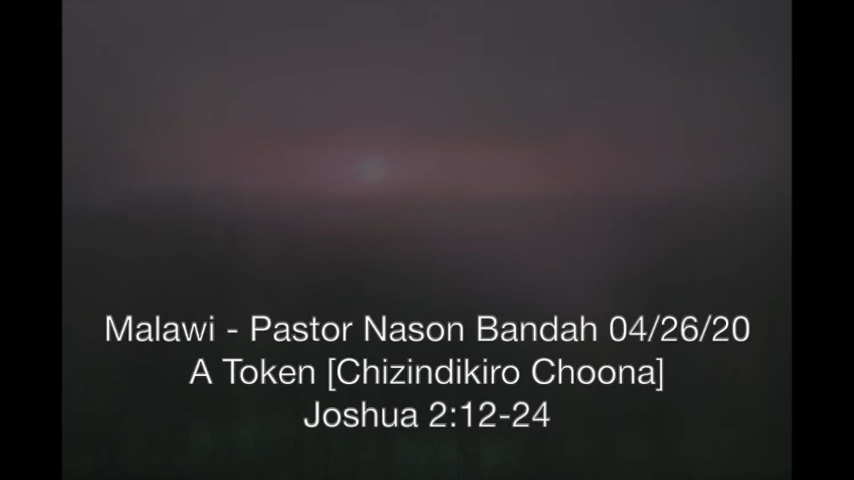 Malawi - Pastor Nason Bandah 04/26/20
A Token [Chizindikiro Choona]
Joshua 2:12-24